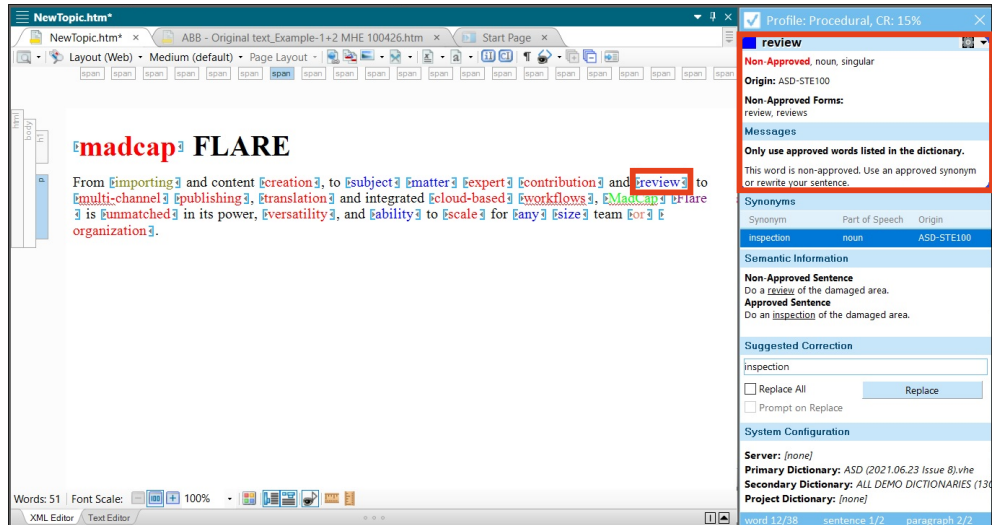 NewTopic.htm*
NewTopic.htm* × ABB - Original text_Example-1+2 MHE 100426.htm × Start Page ×
Layout (Web) Medium (default) Page Layout
span span span span span span span span span span span span span span span span span span span span span
html
body
h1
madcap FLARE
p
From importing and content creation, to subject matter expert contribution and review to
multi-channel publishing, translation and integrated cloud-based workflows, MadCap Flare
is unmatched in its power, versatility, and ability to scale for any size team or
organization.
Words: 51 Font Scale: 100 100%
XML Editor Text Editor
Profile: Procedural, CR: 15%
review
Non-Approved, noun, singular
Origin: ASD-STE100
Non-Approved Forms:
review, reviews
Messages
Only use approved words listed in the dictionary.
This word is non-approved. Use an approved synonym
or rewrite your sentence.
Synonyms
Synonym Part of Speech Origin
inspection noun ASD-STE100
Semantic Information
Non-Approved Sentence
Do a review of the damaged area.
Approved Sentence
Do an inspection of the damaged area.
Suggested Correction
inspection
Replace All Replace
Prompt on Replace
System Configuration
Server: [none]
Primary Dictionary: ASD (2021.06.23 Issue 8).vhe
Secondary Dictionary: ALL DEMO DICTIONARIES (130
Project Dictionary: [none]
word 12/38 sentence 1/2 paragraph 2/2